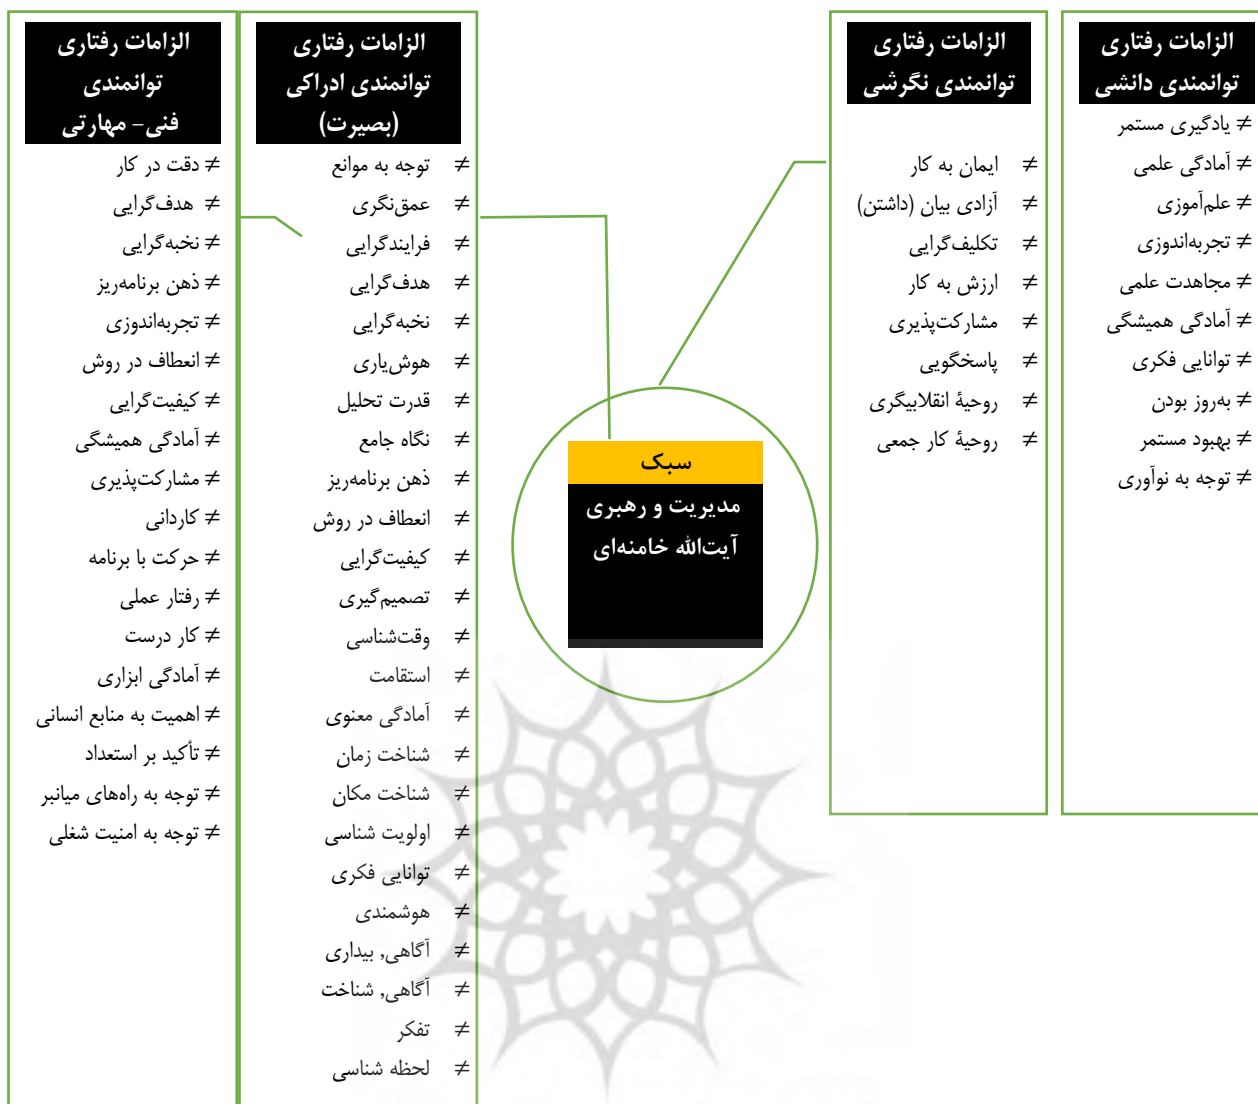 الزامات رفتاری
توانمندی دانشی
≠ یادگیری مستمر
≠ آمادگی علمی
≠ علم‌آموزی
≠ تجربه‌اندوزی
≠ مجاهدت علمی
≠ آمادگی همیشگی
≠ توانایی فکری
≠ به‌روز بودن
≠ بهبود مستمر
≠ توجه به نوآوری
الزامات رفتاری
توانمندی نگرشی
≠ ایمان به کار
≠ آزادی بیان (داشتن)
≠ تکلیف‌گرایی
≠ ارزش به کار
≠ مشارکت‌پذیری
≠ پاسخگویی
≠ روحیۀ انقلابیگری
≠ روحیۀ کار جمعی
سبک
مدیریت و رهبری
آیت‌الله خامنه‌ای
الزامات رفتاری
توانمندی ادراکی
(بصیرت)
≠ توجه به موانع
≠ عمق‌نگری
≠ فرایندگرایی
≠ هدف‌گرایی
≠ نخبه‌گرایی
≠ هوش‌یاری
≠ قدرت تحلیل
≠ نگاه جامع
≠ ذهن برنامه‌ریز
≠ انعطاف در روش
≠ کیفیت‌گرایی
≠ تصمیم‌گیری
≠ وقت‌شناسی
≠ استقامت
≠ آمادگی معنوی
≠ شناخت زمان
≠ شناخت مکان
≠ اولویت شناسی
≠ توانایی فکری
≠ هوشمندی
≠ آگاهی, بیداری
≠ آگاهی, شناخت
≠ تفکر
≠ لحظه شناسی
الزامات رفتاری
توانمندی
فنی- مهارتی
≠ دقت در کار
≠ هدف‌گرایی
≠ نخبه‌گرایی
≠ ذهن برنامه‌ریز
≠ تجربه‌اندوزی
≠ انعطاف در روش
≠ کیفیت‌گرایی
≠ آمادگی همیشگی
≠ مشارکت‌پذیری
≠ کاردانی
≠ حرکت با برنامه
≠ رفتار عملی
≠ کار درست
≠ آمادگی ابزاری
≠ اهمیت به منابع انسانی
≠ تأکید بر استعداد
≠ توجه به راه‌های میانبر
≠ توجه به امنیت شغلی